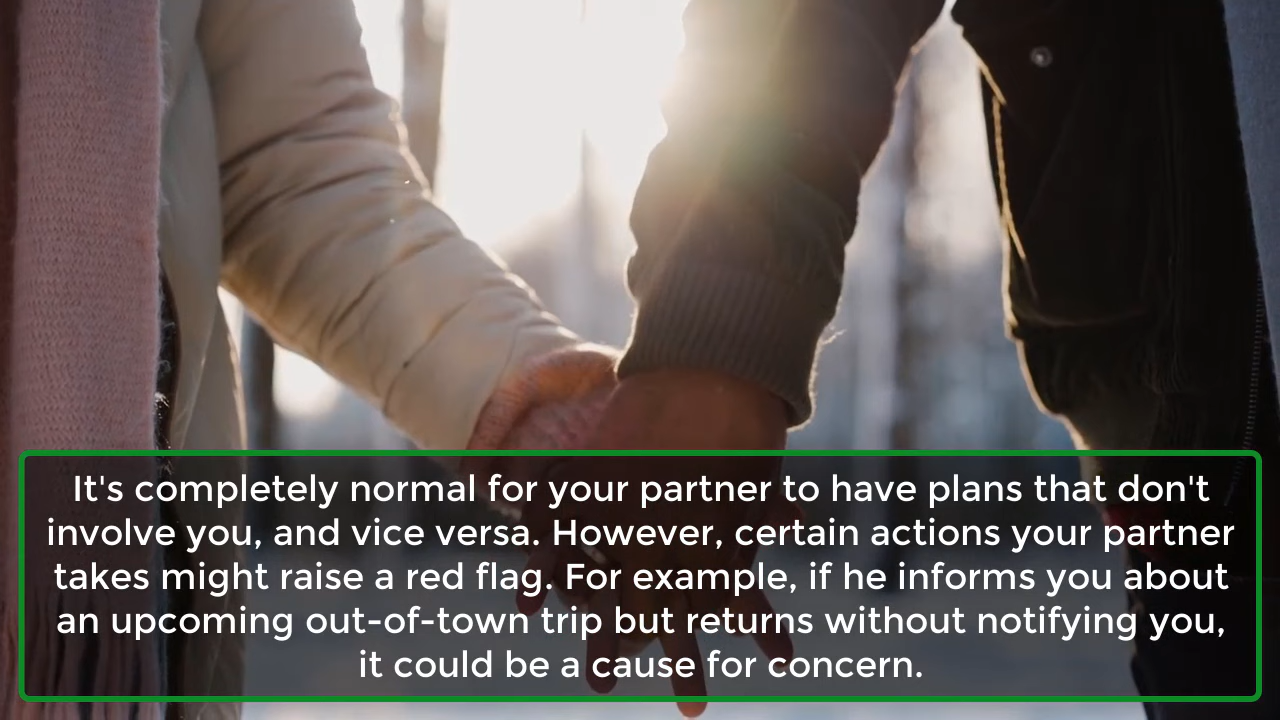 It's completely normal for your partner to have plans that don't
involve you, and vice versa. However, certain actions your partner
takes might raise a red flag. For example, if he informs you about
an upcoming out-of-town trip but returns without notifying you,
it could be a cause for concern.